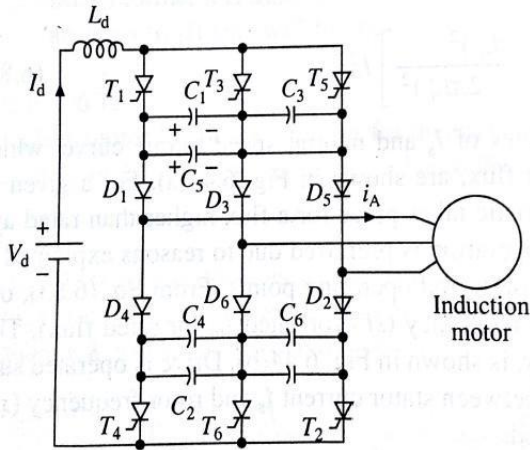 L_d
I_d
T_1
C_1
T_3
C_3
T_5
+ −
+ −
D_1
C_5
D_3
D_5
i_A
+
V_d
−
D_4
D_6
D_2
C_4
C_6
C_2
T_4
T_6
T_2
Induction
motor